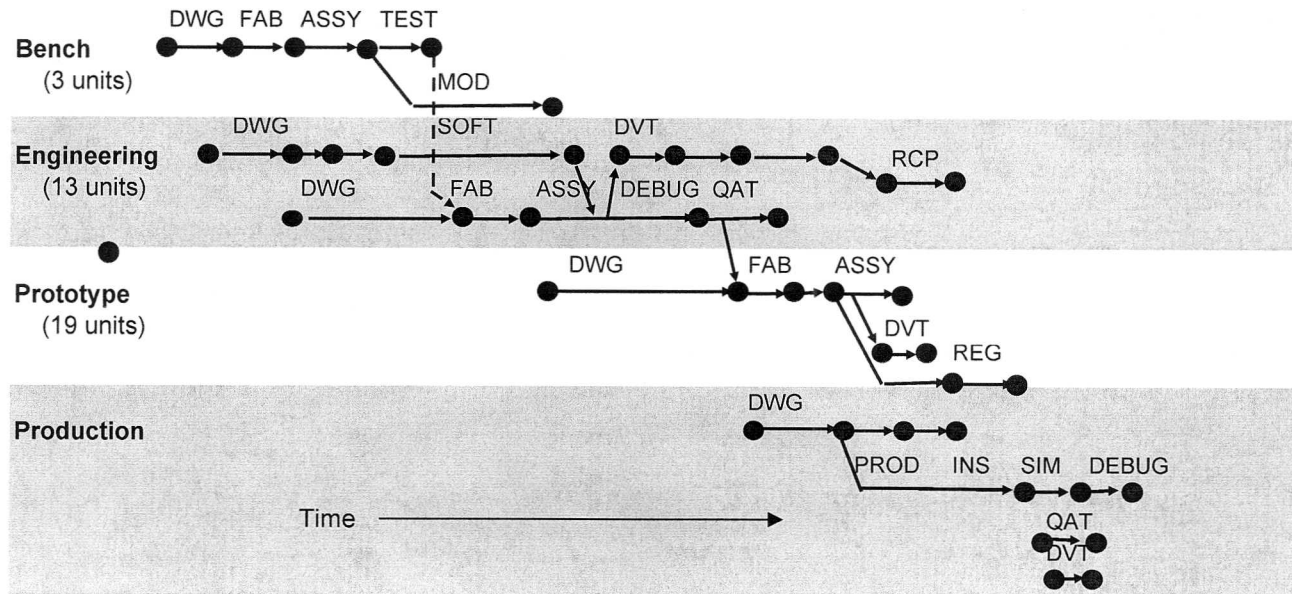 DWG FAB ASSY TEST
Bench
(3 units)
MOD
DWG SOFT DVT
Engineering
(13 units)
RCP
DWG FAB ASSY DEBUG QAT
DWG FAB ASSY
Prototype
(19 units)
DVT
REG
DWG
Production
PROD INS SIM DEBUG
Time
QAT
DVT